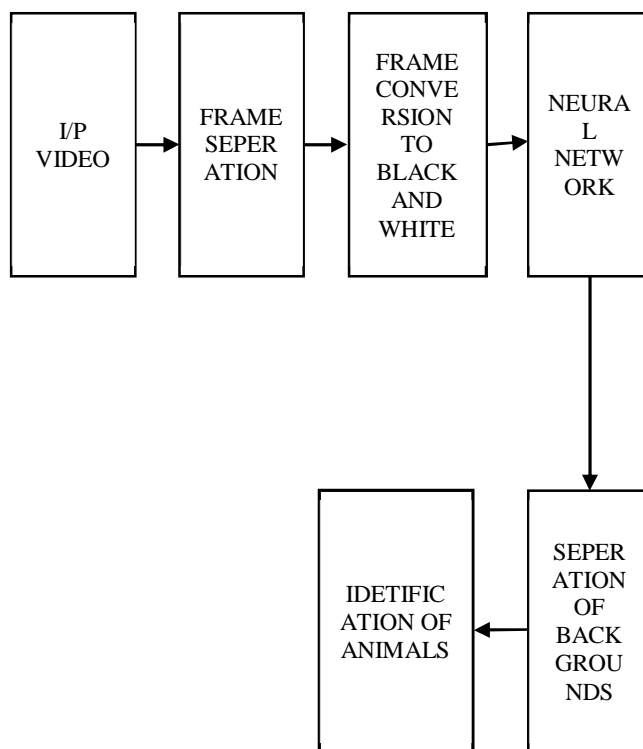 I/P
VIDEO
FRAME
SEPER
ATION
FRAME
CONVE
RSION
TO
BLACK
AND
WHITE
NEURA
L
NETW
ORK
SEPER
ATION
OF
BACK
GROU
NDS
IDETIFIC
ATION OF
ANIMALS